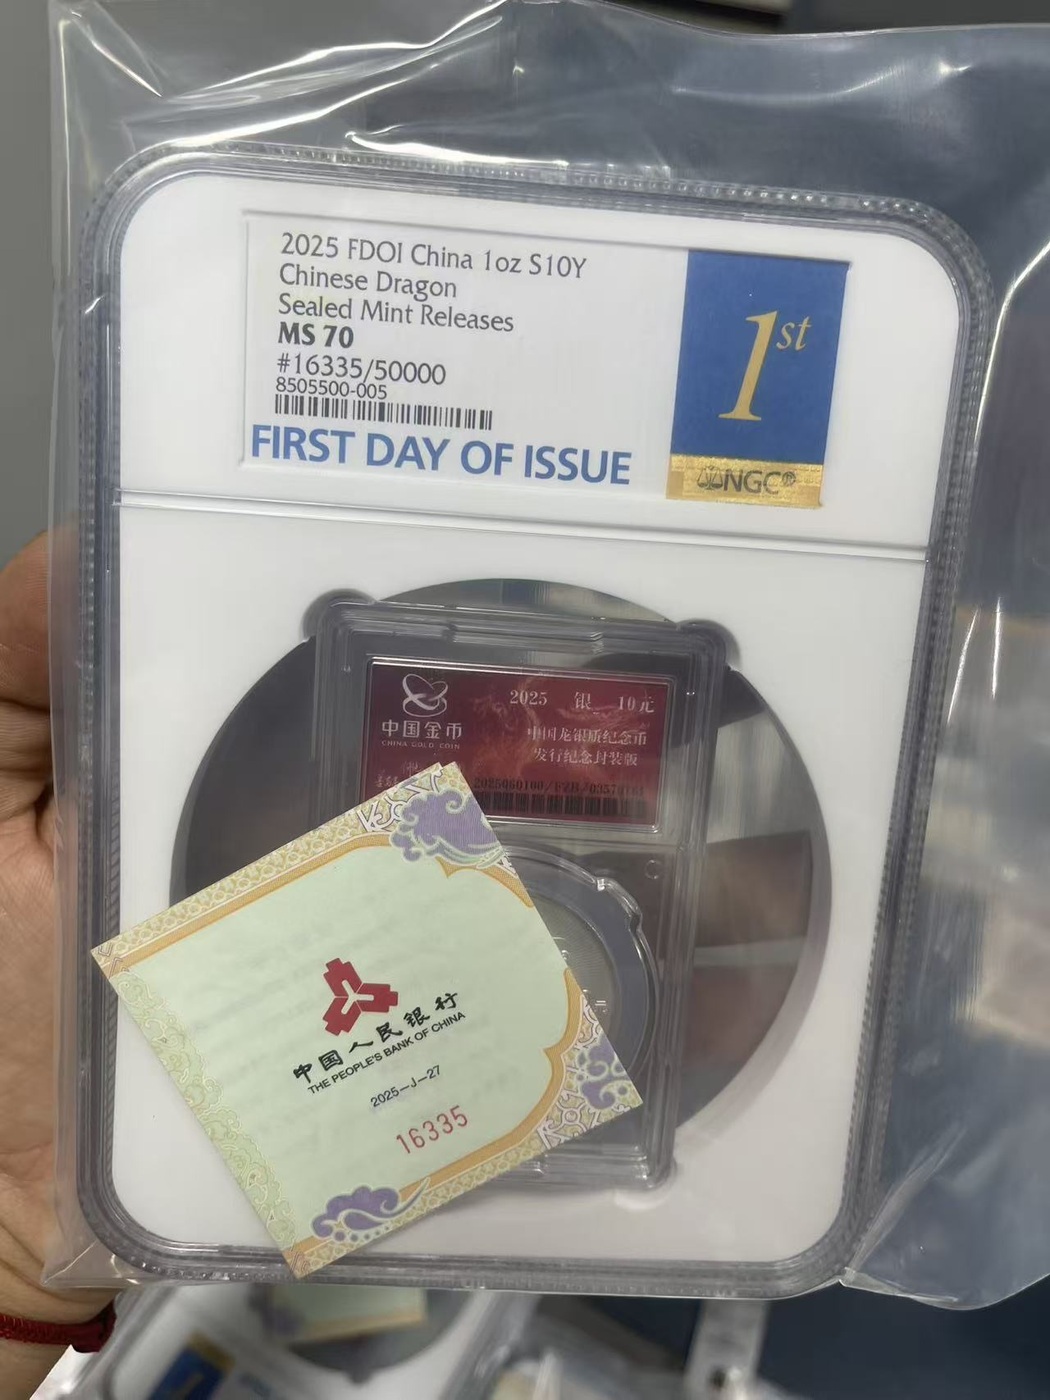 2025 FDOI China 1oz S10Y
Chinese Dragon
Sealed Mint Releases
MS 70
#16335/50000
8505500-005
FIRST DAY OF ISSUE
1st
NGC®
中国金币
CHINA GOLD COIN
2025 银 10元
中国龙银质纪念币
发行纪念封装版
中国人民银行
THE PEOPLE'S BANK OF CHINA
2025-J-27
16335